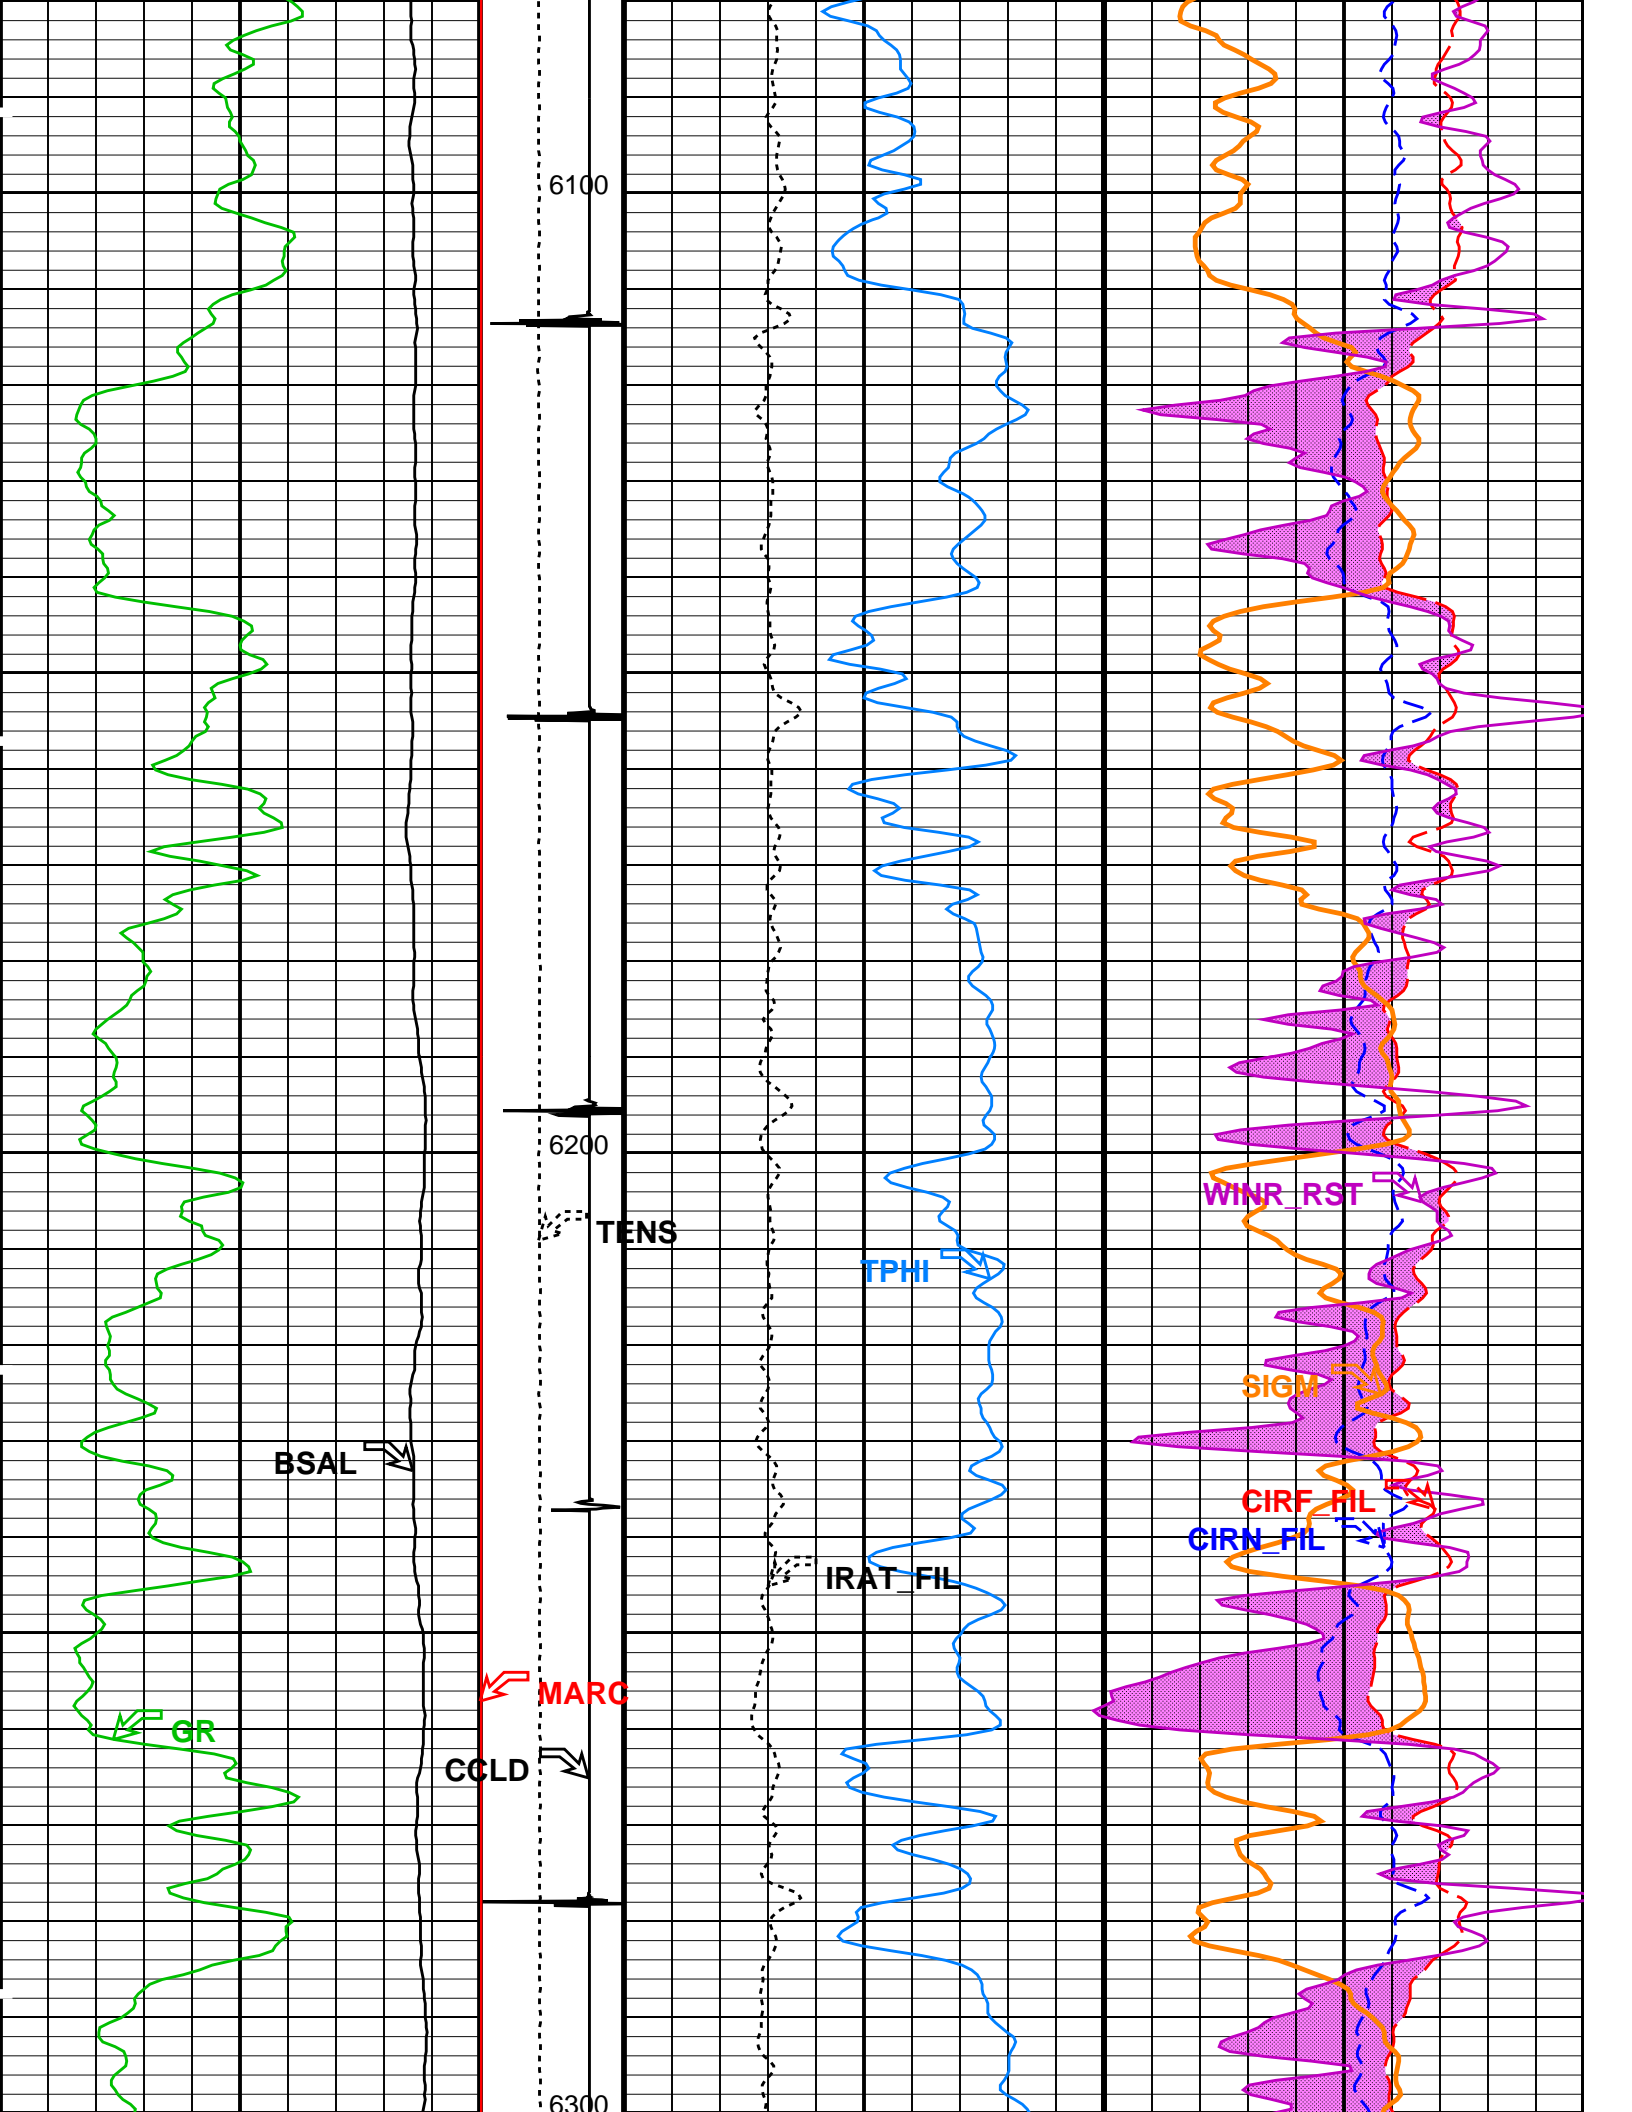 6100
6200
WINR_RST
TENS
TPHI
SIGM
BSAL
CIRF_FIL
CIRN_FIL
IRAT_FIL
MARC
GR
CCLD
6300